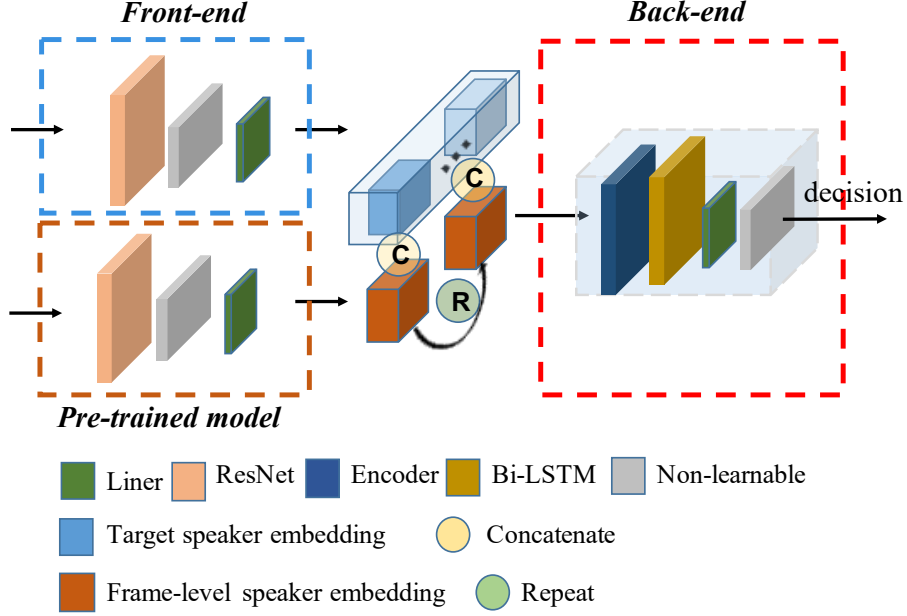 Front-end
Back-end
C
C
R
decision
Pre-trained model
Liner
ResNet
Encoder
Bi-LSTM
Non-learnable
Target speaker embedding
Concatenate
Frame-level speaker embedding
Repeat